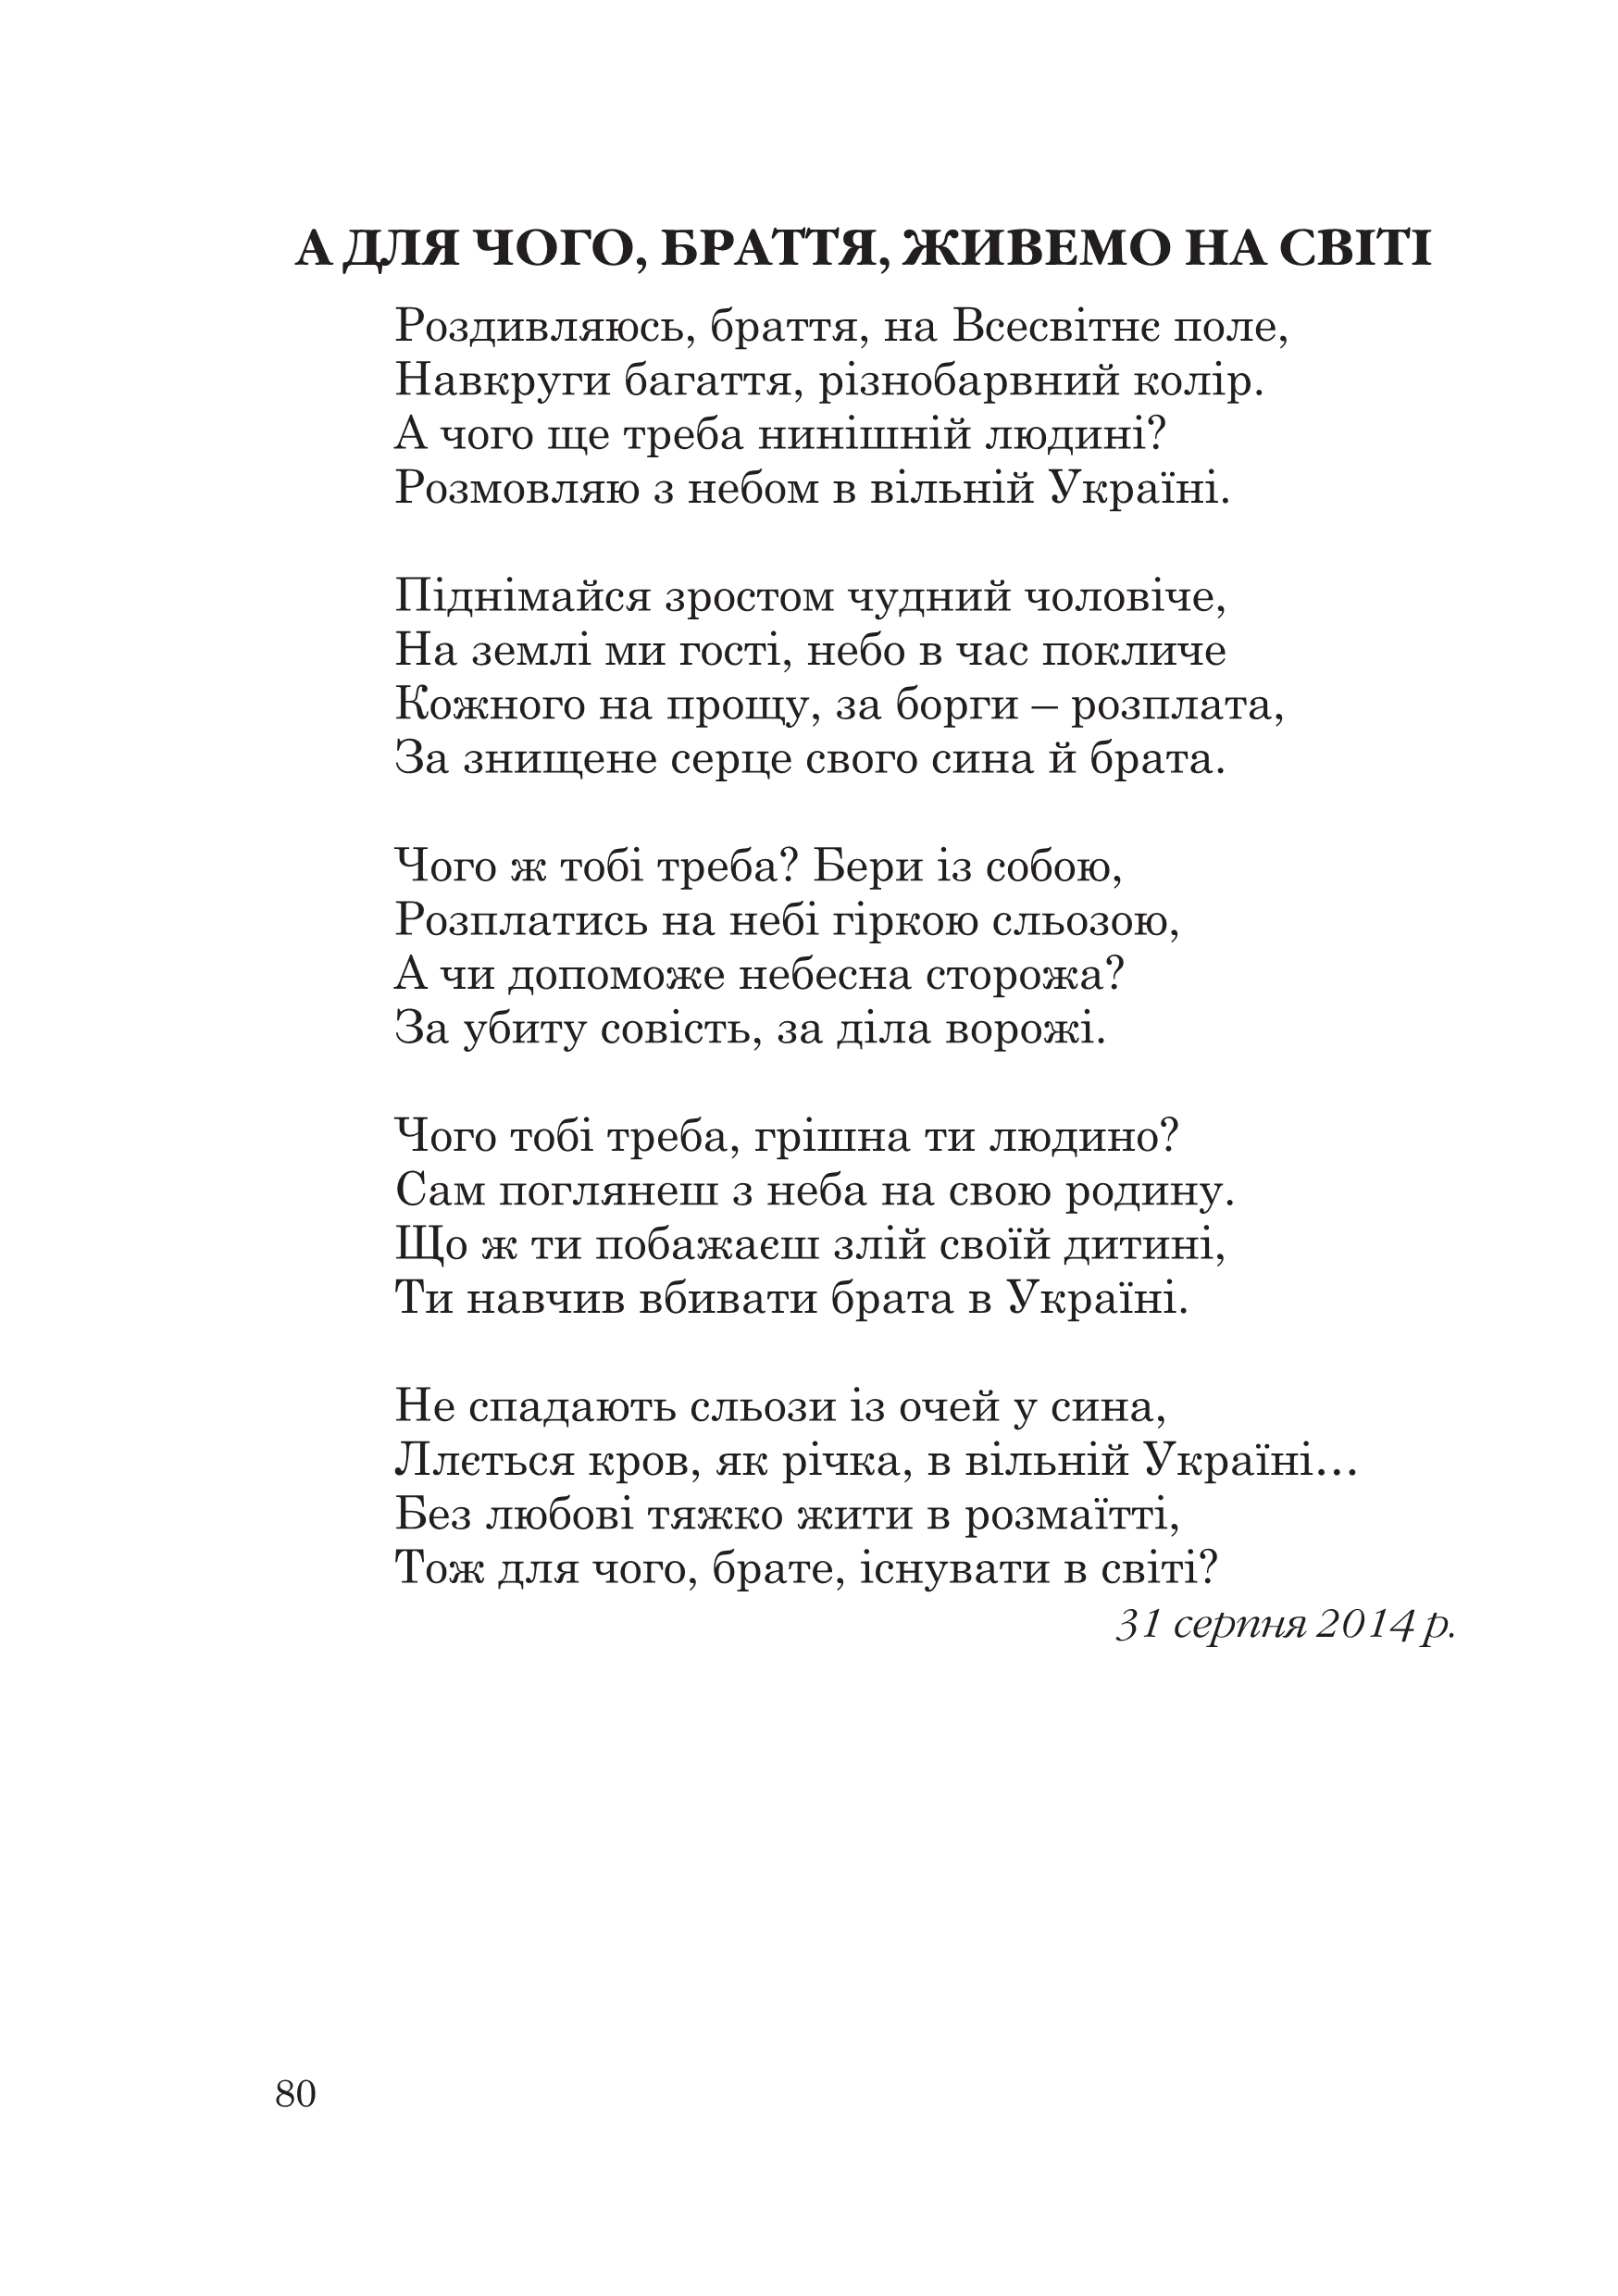 А ДЛЯ ЧОГО, БРАТТЯ, ЖИВЕМО НА СВІТІ
Роздивляюсь, браття, на Всесвітнє поле,
Навкруги багаття, різнобарвний колір.
А чого ще треба нинішній людині?
Розмовляю з небом в вільній Україні.
Піднімайся зростом чудний чоловіче,
На землі ми гості, небо в час покличе
Кожного на прощу, за борги – розплата,
За знищене серце свого сина й брата.
Чого ж тобі треба? Бери із собою,
Розплатись на небі гіркою сльозою,
А чи допоможе небесна сторожа?
За убиту совість, за діла ворожі.
Чого тобі треба, грішна ти людино?
Сам поглянеш з неба на свою родину.
Що ж ти побажаєш злій своїй дитині,
Ти навчив вбивати брата в Україні.
Не спадають сльози із очей у сина,
Ллється кров, як річка, в вільній Україні...
Без любові тяжко жити в розмаїтті,
Тож для чого, брате, існувати в світі?
31 серпня 2014 р.
80